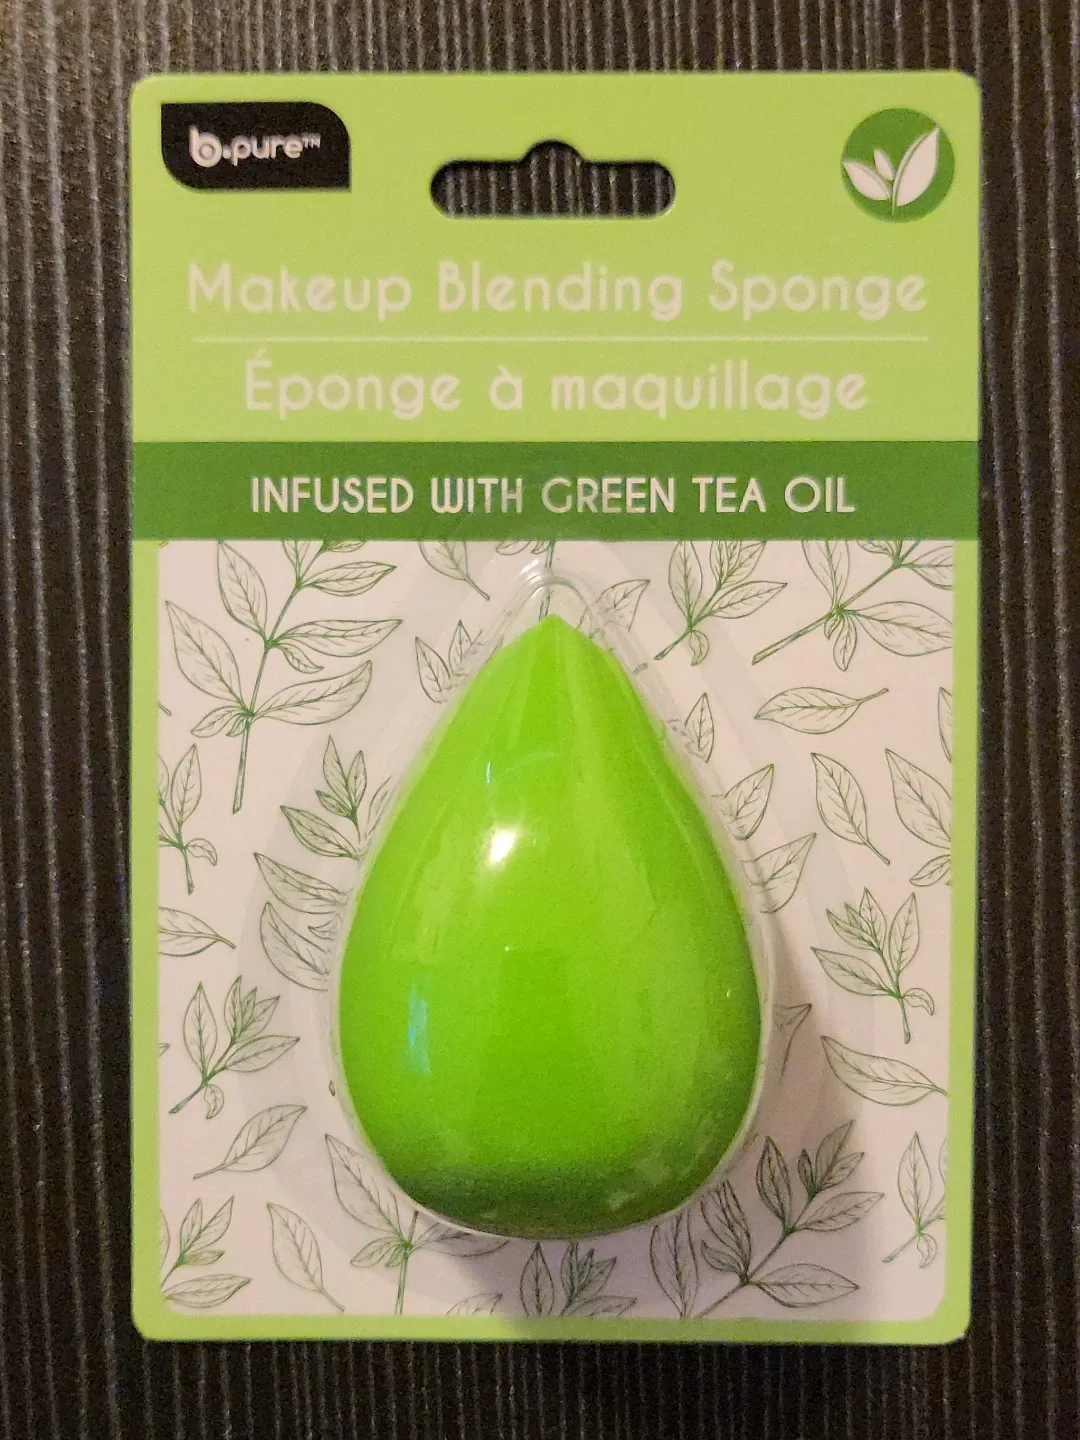 b.pure™
Makeup Blending Sponge
Éponge à maquillage
INFUSED WITH GREEN TEA OIL